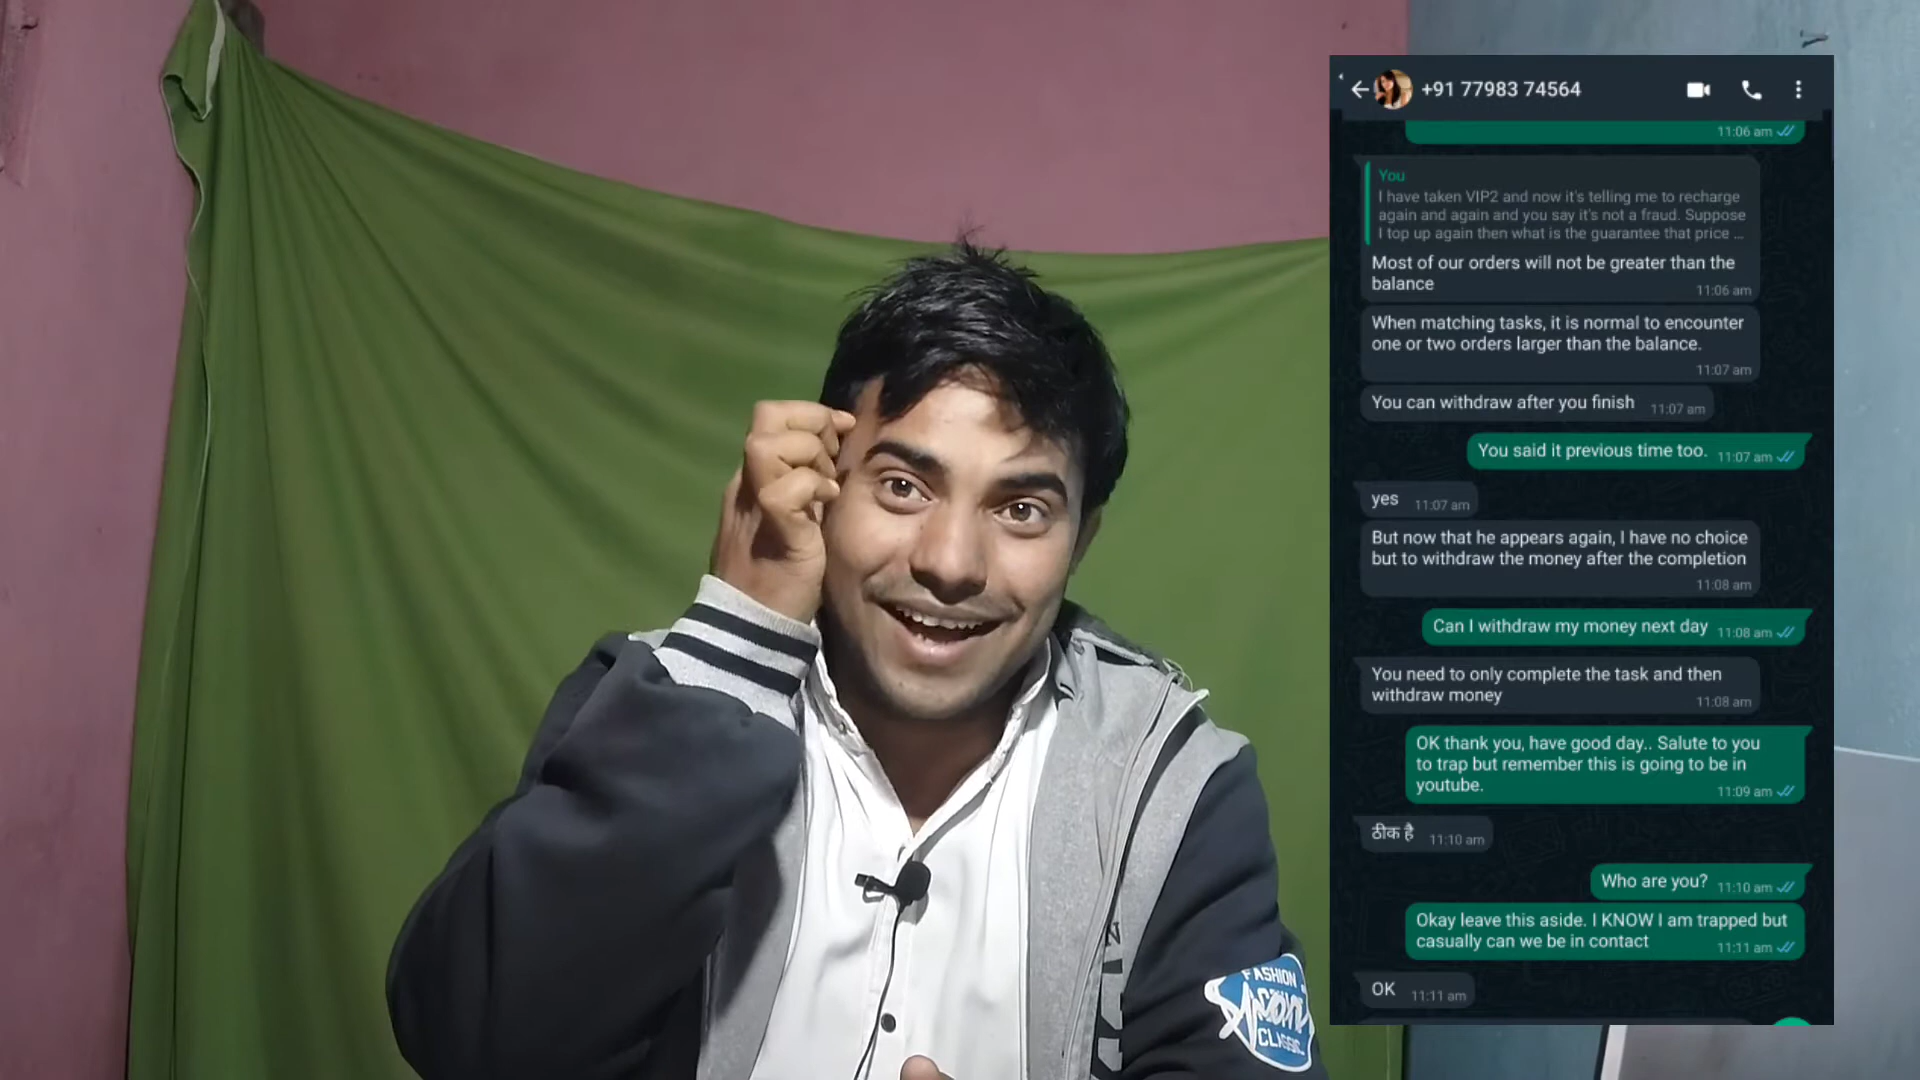 +91 77983 74564
11:06 am
You
I have taken VIP2 and now it's telling me to recharge
again and again and you say it's not a fraud. Suppose
I top up again then what is the guarantee that price ...
Most of our orders will not be greater than the
balance
11:06 am
When matching tasks, it is normal to encounter
one or two orders larger than the balance.
11:07 am
You can withdraw after you finish 11:07 am
You said it previous time too. 11:07 am
yes 11:07 am
But now that he appears again, I have no choice
but to withdraw the money after the completion
11:08 am
Can I withdraw my money next day 11:08 am
You need to only complete the task and then
withdraw money 11:08 am
OK thank you, have good day.. Salute to you
to trap but remember this is going to be in
youtube. 11:09 am
ठीक है 11:10 am
Who are you? 11:10 am
Okay leave this aside. I KNOW I am trapped but
casually can we be in contact 11:11 am
OK 11:11 am
FASHION
CLASSIC